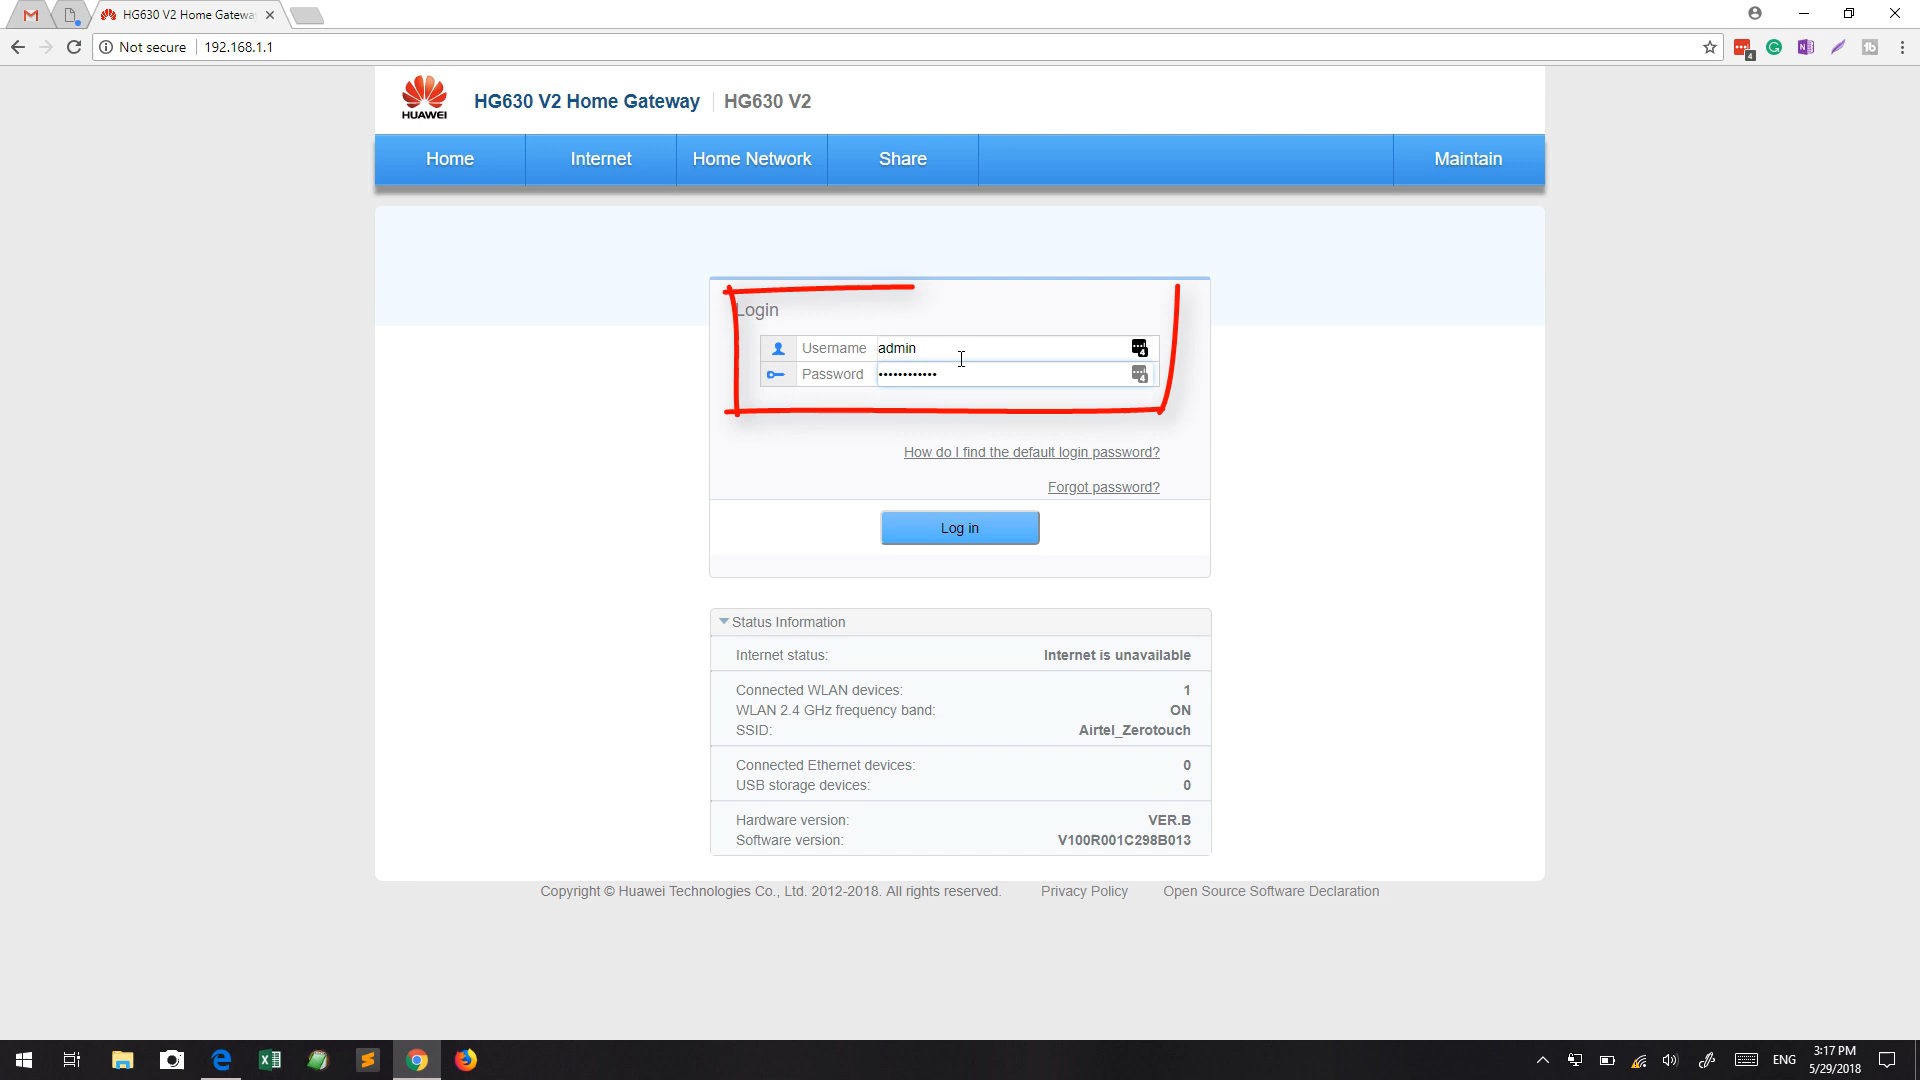 HG630 V2 Home Gateway
Not secure
192.168.1.1
4
HUAWEI
HG630 V2 Home Gateway
HG630 V2
Home
Internet
Home Network
Share
Maintain
Login
Username
admin
4
Password
••••••••••••
4
How do I find the default login password?
Forgot password?
Log in
Status Information
Internet status:
Internet is unavailable
Connected WLAN devices:
1
WLAN 2.4 GHz frequency band:
ON
SSID:
Airtel_Zerotouch
Connected Ethernet devices:
0
USB storage devices:
0
Hardware version:
VER.B
Software version:
V100R001C298B013
Copyright © Huawei Technologies Co., Ltd. 2012-2018. All rights reserved.
Privacy Policy
Open Source Software Declaration
ENG
3:17 PM
5/29/2018